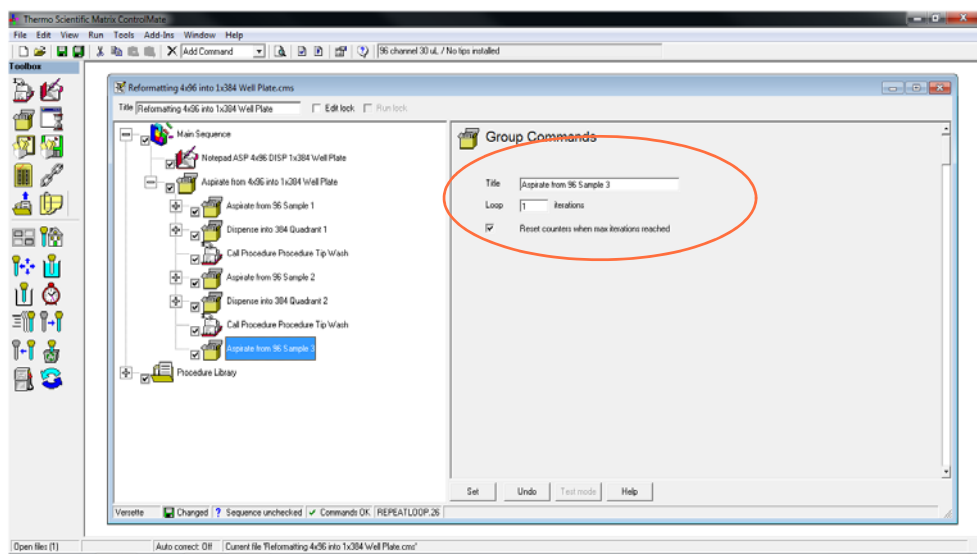 Thermo Scientific Matrix ControlMate
File Edit View Run Tools Add-Ins Window Help
Add Command
96 channel 30 uL / No tips installed
Toolbox
Reformatting 4x96 into 1x384 Well Plate.cms
Title Reformatting 4x96 into 1x384 Well Plate Edit lock Run lock
Main Sequence
Notepad ASP 4x96 DISP 1x384 Well Plate
Aspirate from 4x96 into 1x384 Well Plate
Aspirate from 96 Sample 1
Dispense into 384 Quadrant 1
Call Procedure Procedure Tip Wash
Aspirate from 96 Sample 2
Dispense into 384 Quadrant 2
Call Procedure Procedure Tip Wash
Aspirate from 96 Sample 3
Procedure Library
Group Commands
Title Aspirate from 96 Sample 3
Loop 1 iterations
Reset counters when max iterations reached
Set Undo Test mode Help
Versette Changed ? Sequence unchecked Commands OK REPEATLOOP.26
Open files (1) Auto correct: Off Current file 'Reformatting 4x96 into 1x384 Well Plate.cms'